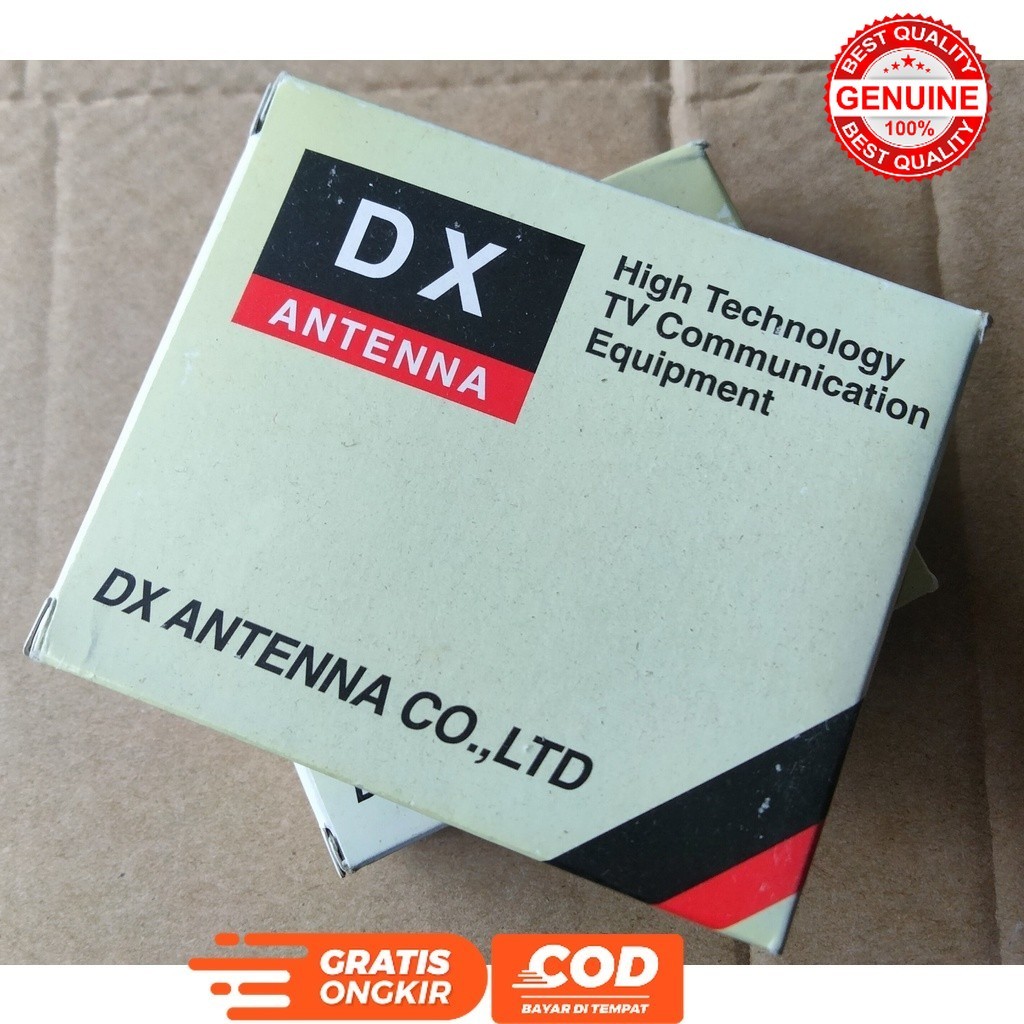 BEST QUALITY
GENUINE
100%
BEST QUALITY
DX
ANTENNA
High Technology
TV Communication
Equipment
DX ANTENNA CO.,LTD
GRATIS
ONGKIR
COD
BAYAR DI TEMPAT